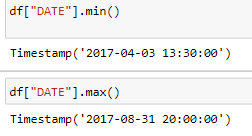 df["DATE"].min()
Timestamp('2017-04-03 13:30:00')
df["DATE"].max()
Timestamp('2017-08-31 20:00:00')